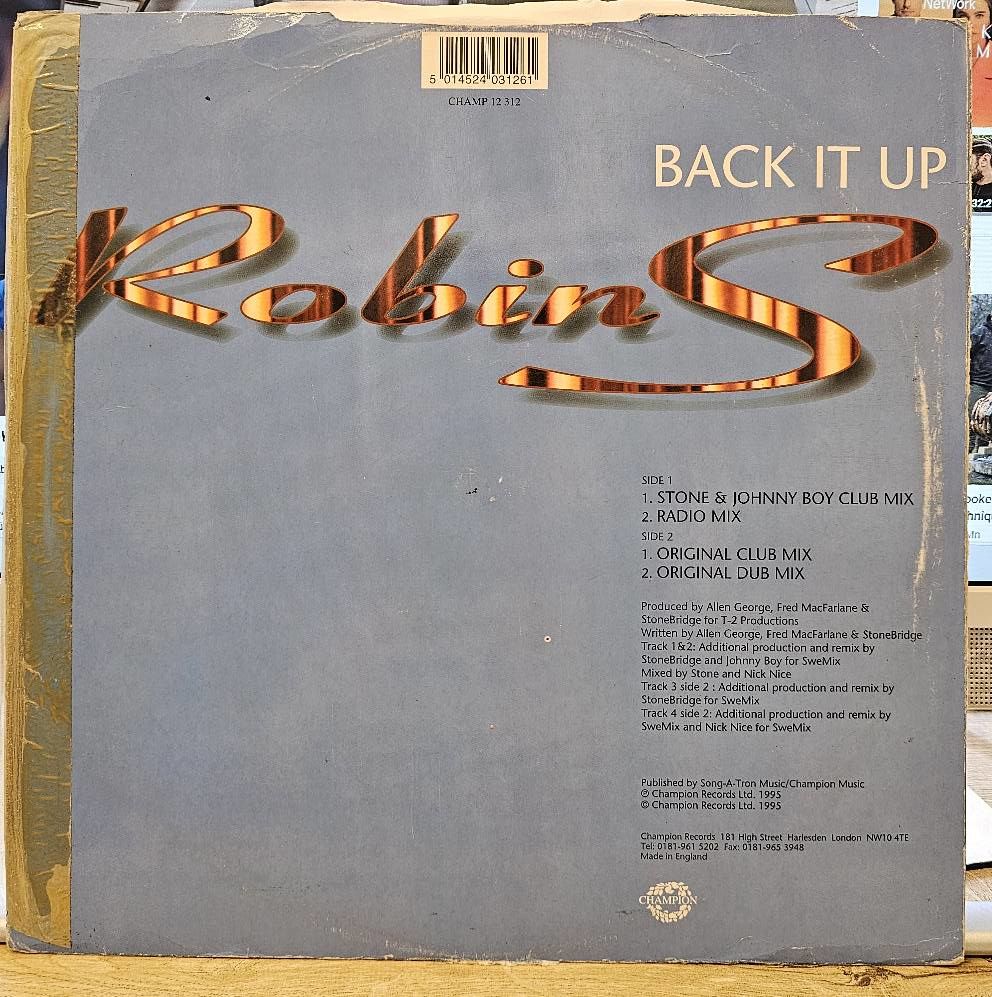 NetWork
5 014524 031261
CHAMP 12 312
BACK IT UP
Robin S
SIDE 1
1. STONE & JOHNNY BOY CLUB MIX
2. RADIO MIX
SIDE 2
1. ORIGINAL CLUB MIX
2. ORIGINAL DUB MIX
Produced by Allen George, Fred MacFarlane &
StoneBridge for T-2 Productions
Written by Allen George, Fred MacFarlane & StoneBridge
Track 1&2: Additional production and remix by
StoneBridge and Johnny Boy for SweMix
Mixed by Stone and Nick Nice
Track 3 side 2 : Additional production and remix by
StoneBridge for SweMix
Track 4 side 2: Additional production and remix by
SweMix and Nick Nice for SweMix
Published by Song-A-Tron Music/Champion Music
℗ Champion Records Ltd. 1995
© Champion Records Ltd. 1995
Champion Records 181 High Street Harlesden London NW10 4TE
Tel: 0181-961 5202 Fax: 0181-965 3948
Made in England
CHAMPION